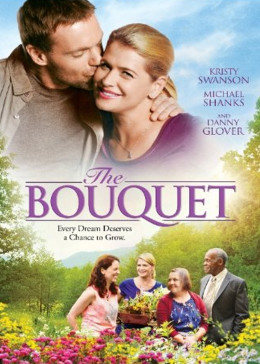 KRISTY
SWANSON
MICHAEL
SHANKS
AND
DANNY
GLOVER
The
BOUQUET
Every Dream Deserves
a Chance to Grow.